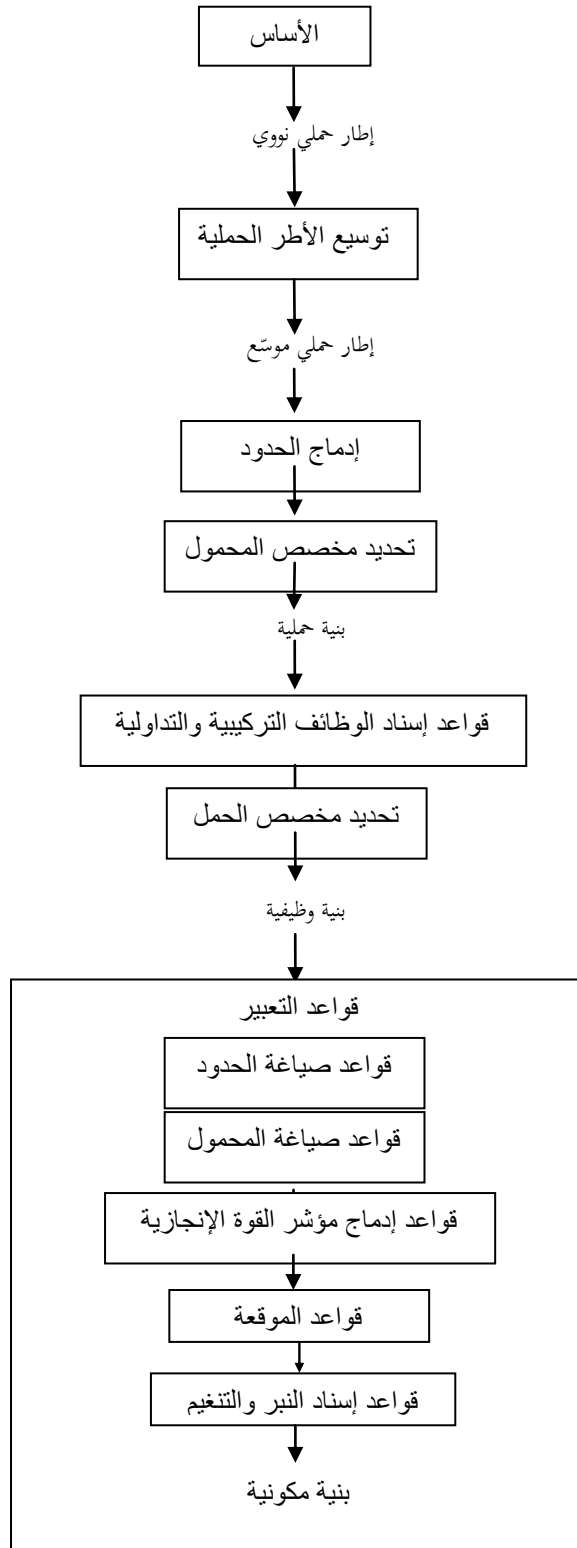 الأساس
إطار حملي نووي
توسيع الأطر الحملية
إطار حملي موسّع
إدماج الحدود
تحديد مخصص المحمول
بنية حملية
قواعد إسناد الوظائف التركيبية والتداولية
تحديد مخصص الحمل
بنية وظيفية
قواعد التعبير
قواعد صياغة الحدود
قواعد صياغة المحمول
قواعد إدماج مؤشر القوة الإنجازية
قواعد الموقعة
قواعد إسناد النبر والتنغيم
بنية مكونية